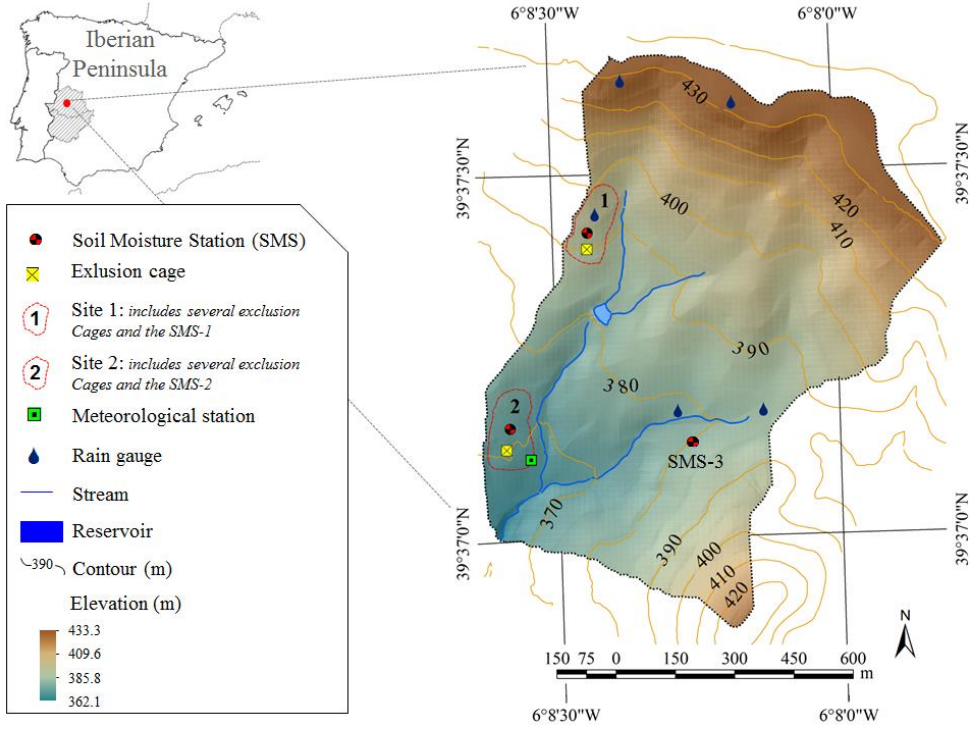 Iberian
Peninsula
6°8'30"W
6°8'0"W
39°37'30"N
39°37'30"N
430
420
410
400
390
380
370
390
400
410
420
1
2
SMS-3
39°37'0"N
39°37'0"N
6°8'30"W
6°8'0"W
N
150 75 0 150 300 450 600
m
Soil Moisture Station (SMS)
Exlusion cage
1
Site 1: includes several exclusion
Cages and the SMS-1
2
Site 2: includes several exclusion
Cages and the SMS-2
Meteorological station
Rain gauge
Stream
Reservoir
390
Contour (m)
Elevation (m)
433.3
409.6
385.8
362.1